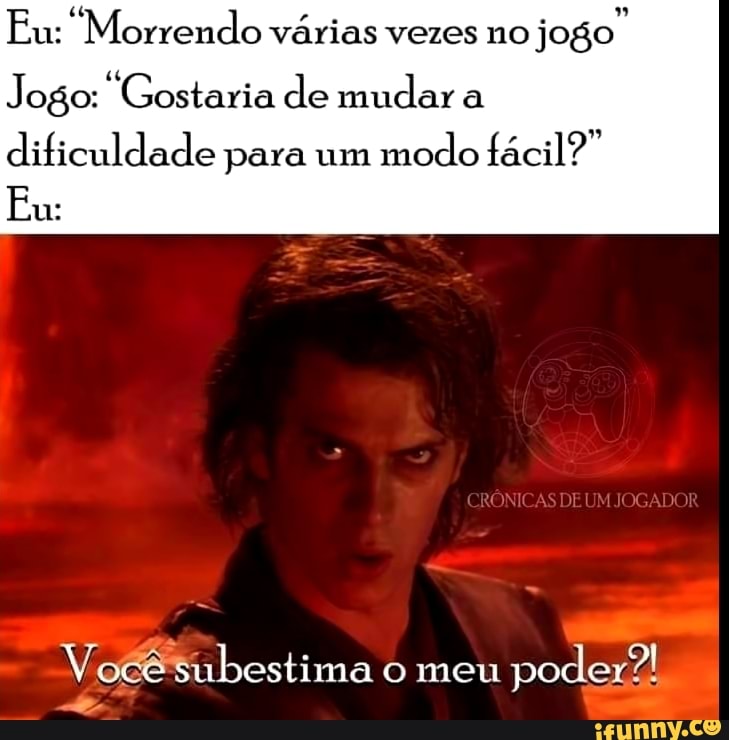 Eu: “Morrendo várias vezes no jogo”
Jogo: “Gostaria de mudar a
dificuldade para um modo fácil?”
Eu:
CRÔNICAS DE UM JOGADOR
Você subestima o meu poder?!
ifunny.co